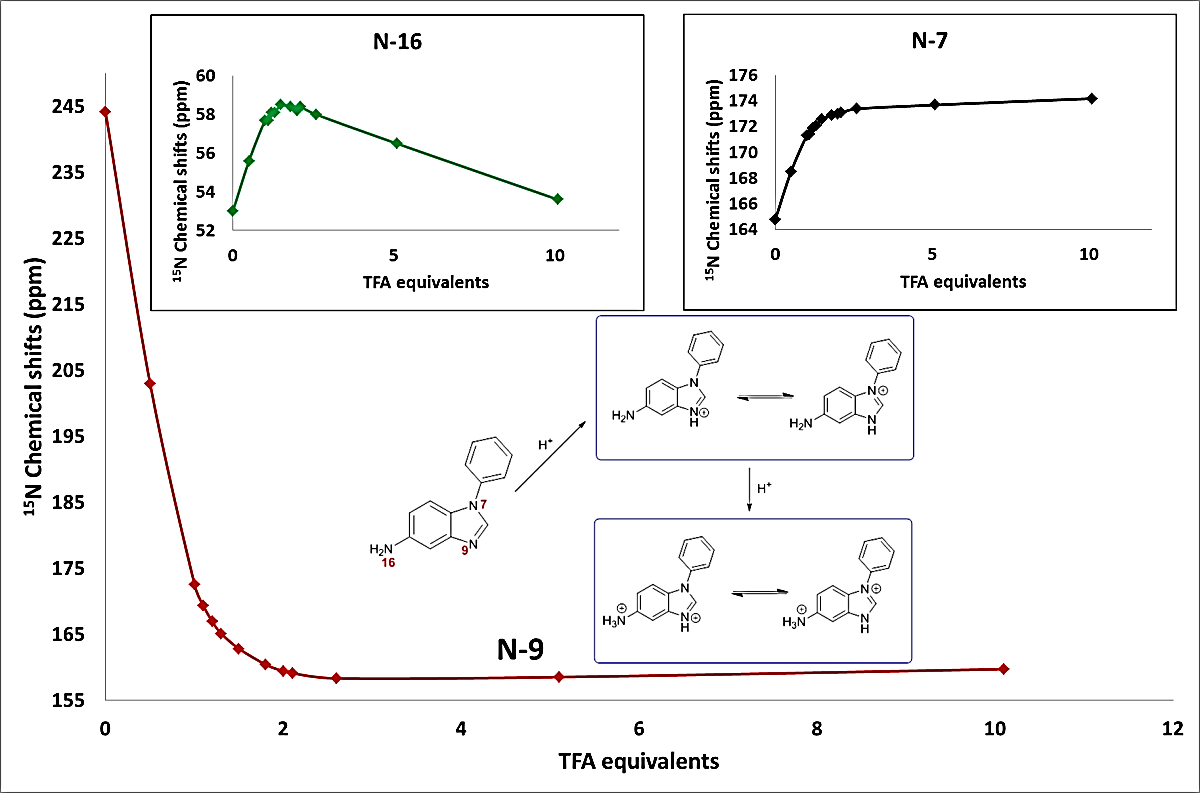 N-16
¹⁵N Chemical shifts (ppm)
60
58
56
54
52
0
5
10
TFA equivalents
N-7
¹⁵N Chemical shifts (ppm)
176
174
172
170
168
166
164
0
5
10
TFA equivalents
¹⁵N Chemical shifts (ppm)
245
235
225
215
205
195
185
175
165
155
0
2
4
6
8
10
12
TFA equivalents
N-9
N
7
N
9
H₂N
16
H⁺
N
N
H
⊕
H₂N
N
⊕
N
H
H₂N
H⁺
N
N
H
⊕
⊕
H₃N
N
⊕
N
H
⊕
H₃N